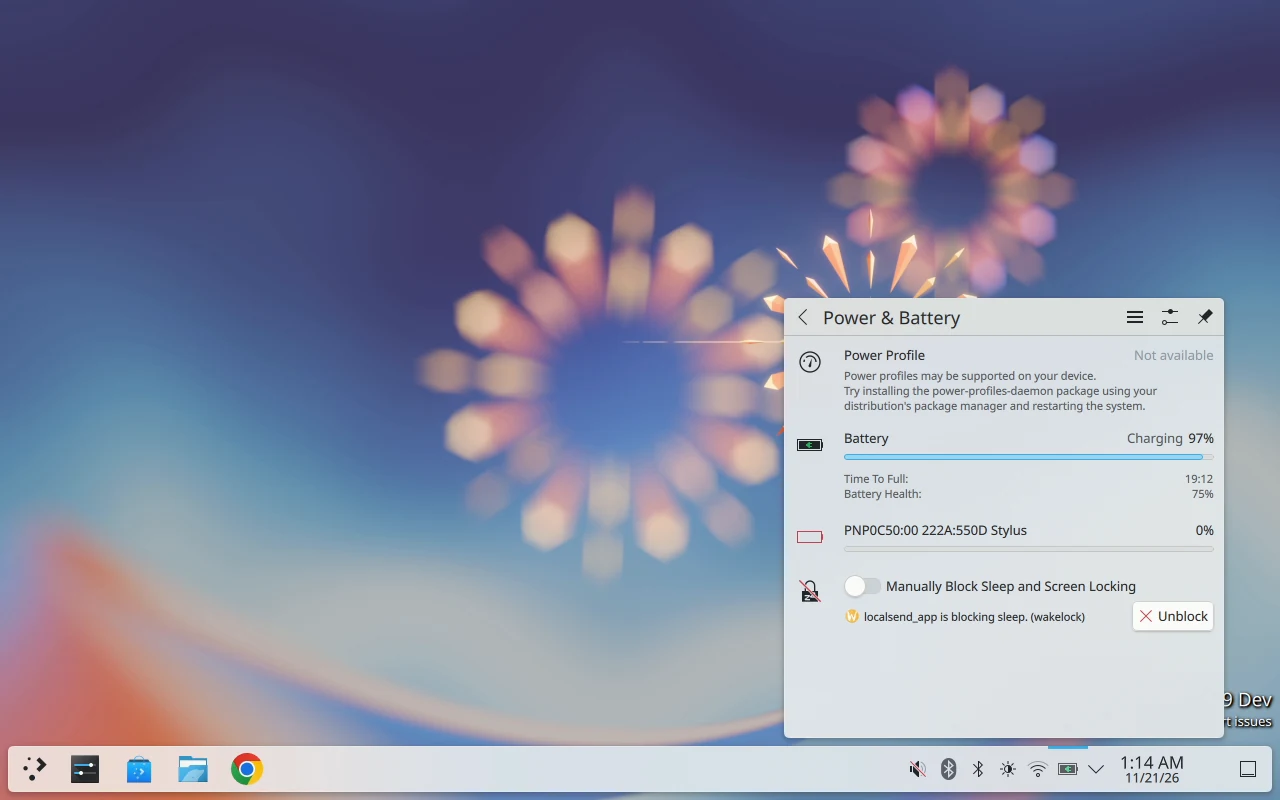 Power & Battery
Power Profile
Not available
Power profiles may be supported on your device.
Try installing the power-profiles-daemon package using your
distribution's package manager and restarting the system.
Battery
Charging 97%
Time To Full:
19:12
Battery Health:
75%
PNP0C50:00 222A:550D Stylus
0%
Manually Block Sleep and Screen Locking
localsend_app is blocking sleep. (wakelock)
Unblock
9 Dev
rt issues
1:14 AM
11/21/26